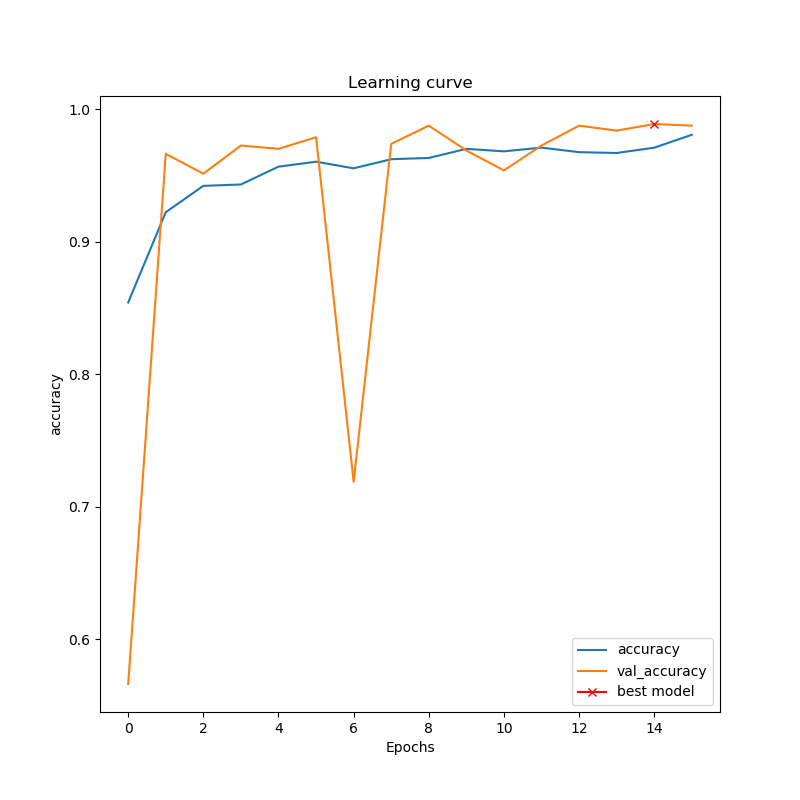 Learning curve
1.0
0.9
0.8
0.7
0.6
accuracy
accuracy
val_accuracy
best model
0 2 4 6 8 10 12 14
Epochs